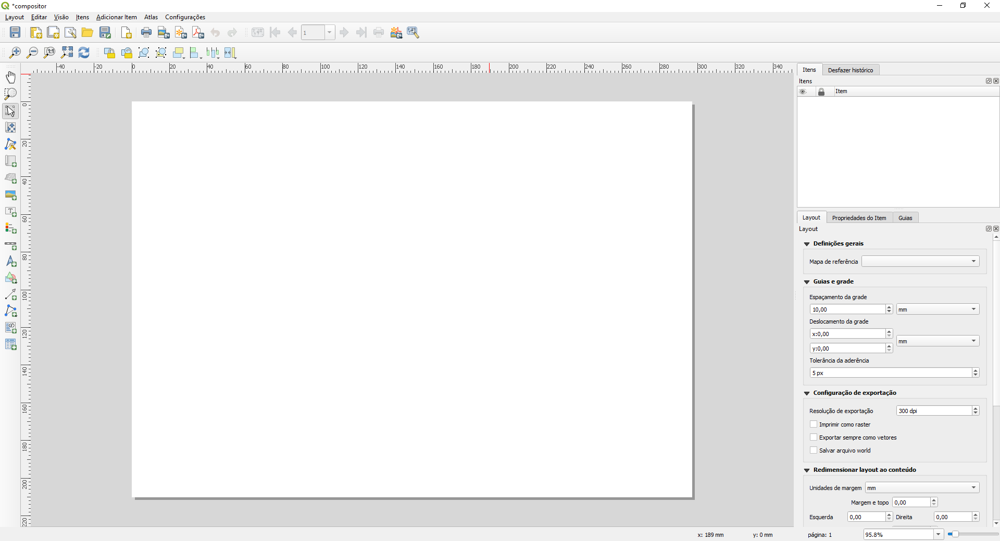 *compositor
Layout Editar Visão Itens Adicionar Item Atlas Configurações
1
1:1
-40 -20 0 20 40 60 80 100 120 140 160 180 200 220 240 260 280 300 320 340
0
20
40
60
80
100
120
140
160
180
200
220
Itens Desfazer histórico
Itens
Item
Layout Propriedades do Item Guias
Layout
Definições gerais
Mapa de referência
Guias e grade
Espaçamento da grade
10,00 mm
Deslocamento da grade
x:0,00
mm
y:0,00
Tolerância da aderência
5 px
Configuração de exportação
Resolução de exportação 300 dpi
Imprimir como raster
Exportar sempre como vetores
Salvar arquivo world
Redimensionar layout ao conteúdo
Unidades de margem mm
Margem e topo 0,00
Esquerda 0,00 Direita 0,00
x: 189 mm y: 0 mm página: 1 95.8%